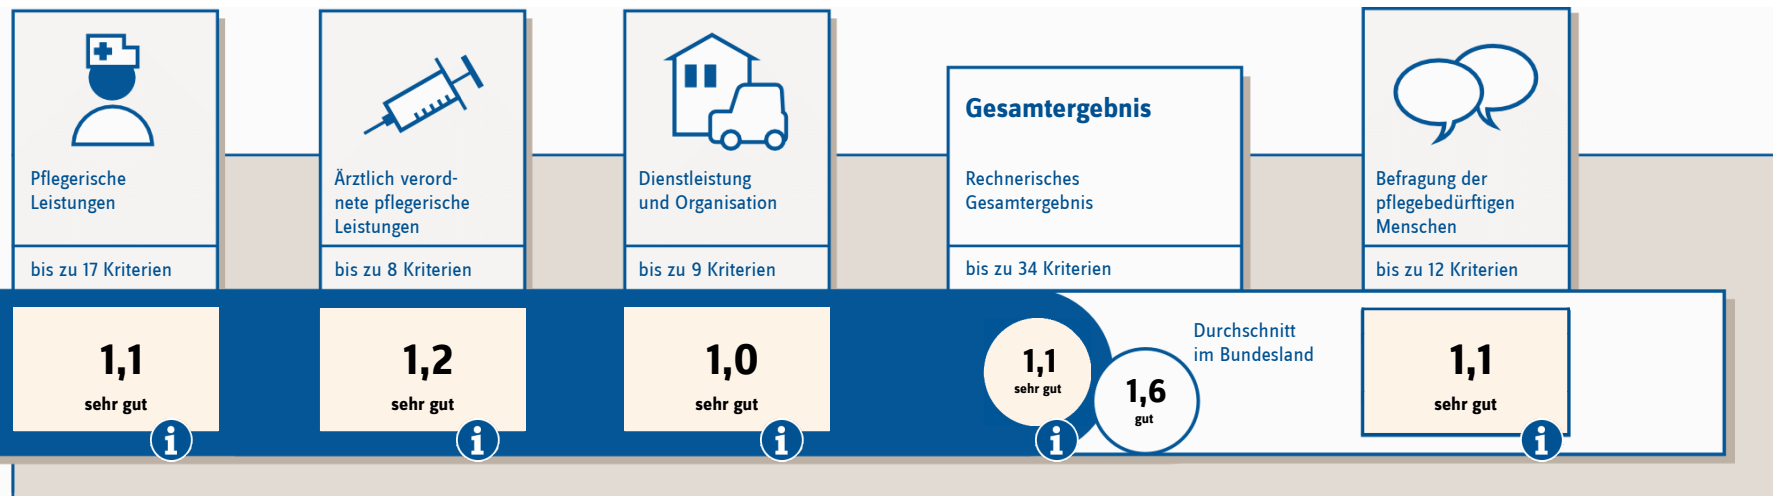 Pflegerische
Leistungen
bis zu 17 Kriterien
1,1
sehr gut
i
Ärztlich verord-
nete pflegerische
Leistungen
bis zu 8 Kriterien
1,2
sehr gut
i
Dienstleistung
und Organisation
bis zu 9 Kriterien
1,0
sehr gut
i
Gesamtergebnis
Rechnerisches
Gesamtergebnis
bis zu 34 Kriterien
1,1
sehr gut
i
1,6
gut
Durchschnitt
im Bundesland
Befragung der
pflegebedürftigen
Menschen
bis zu 12 Kriterien
1,1
sehr gut
i